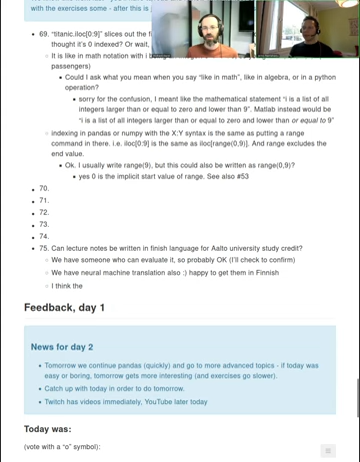 with the exercises some - after this is j
69. "titanic.iloc[0:9]" slices out the fi
thought it's 0 indexed? Or wait,
It is like in math notation with i b
passengers)
Could I ask what you mean when you say "like in math", like in algebra, or in a python
operation?
sorry for the confusion, I meant like the mathematical statement "i is a list of all
integers larger than or equal to zero and lower than 9". Matlab instead would be
"i is a list of all integers larger than or equal to zero and lower than or equal to 9"
indexing in pandas or numpy with the X:Y syntax is the same as putting a range
command in there. i.e. iloc[0:9] is the same as iloc[range(0,9)]. And range excludes the
end value.
Ok. I usually write range(9), but this could also be written as range(0,9)?
yes 0 is the implicit start value of range. See also #53
70.
71.
72.
73.
74.
75. Can lecture notes be written in finish language for Aalto university study credit?
We have someone who can evaluate it, so probably OK (I'll check to confirm)
We have neural machine translation also :) happy to get them in Finnish
I think the
Feedback, day 1
News for day 2
Tomorrow we continue pandas (quickly) and go to more advanced topics - if today was
easy or boring, tomorrow gets more interesting (and exercises go slower).
Catch up with today in order to do tomorrow.
Twitch has videos immediately, YouTube later today
Today was:
(vote with a "o" symbol):